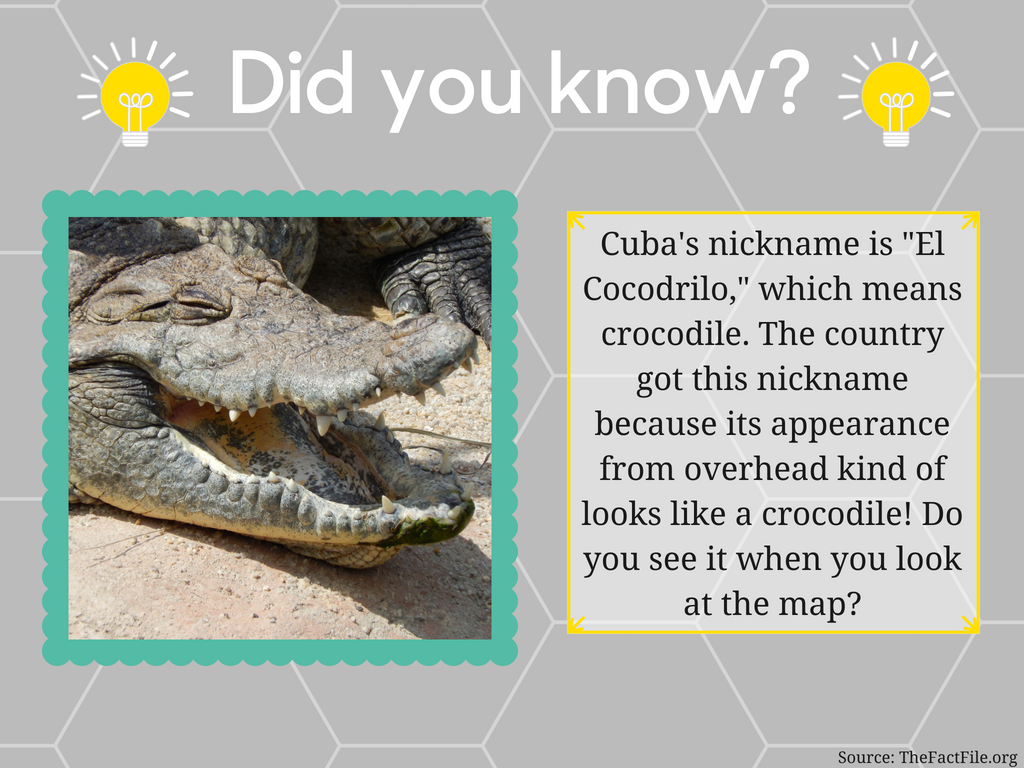 Did you know?
Cuba's nickname is "El
Cocodrilo," which means
crocodile. The country
got this nickname
because its appearance
from overhead kind of
looks like a crocodile! Do
you see it when you look
at the map?
Source: TheFactFile.org